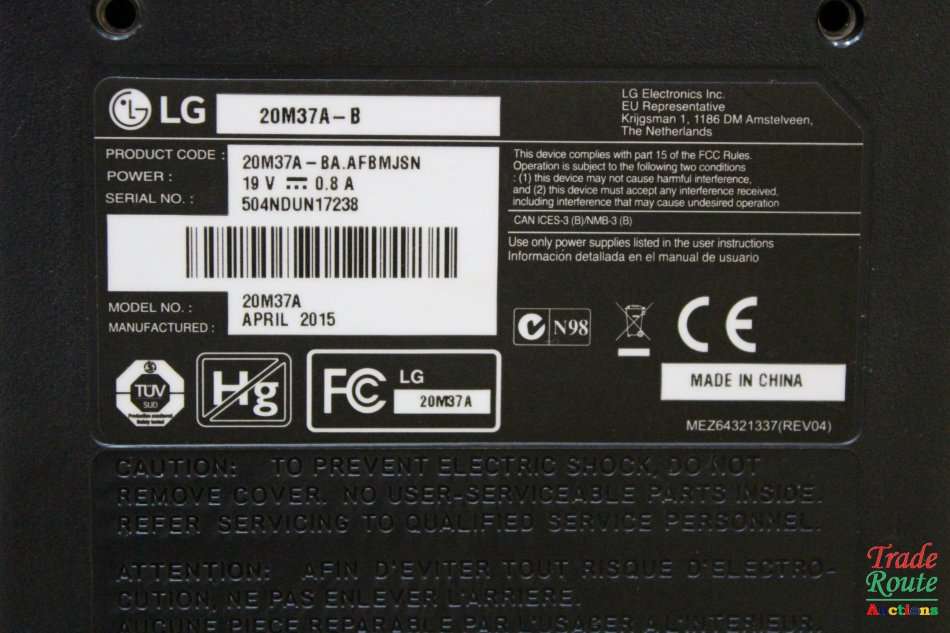 LG 20M37A-B
LG Electronics Inc.
EU Representative
Krijgsman 1, 1186 DM Amstelveen,
The Netherlands
PRODUCT CODE : 20M37A-BA.AFBMJSN
POWER : 19 V ⎓ 0.8 A
SERIAL NO. : 504NDUN17238
MODEL NO. : 20M37A
MANUFACTURED : APRIL 2015
This device complies with part 15 of the FCC Rules.
Operation is subject to the following two conditions
: (1) this device may not cause harmful interference,
and (2) this device must accept any interference received,
including interference that may cause undesired operation
CAN ICES-3 (B)/NMB-3 (B)
Use only power supplies listed in the user instructions
Información detallada en el manual de usuario
N98
CE
MADE IN CHINA
MEZ64321337(REV04)
TÜV
SÜD
Hg
FC LG
20M37A
CAUTION: TO PREVENT ELECTRIC SHOCK, DO NOT
REMOVE COVER. NO USER-SERVICEABLE PARTS INSIDE.
REFER SERVICING TO QUALIFIED SERVICE PERSONNEL.
ATTENTION: AFIN D'EVITER TOUT RISQUE D'ELECTRO-
CUTION, NE PAS ENLEVER L'ARRIERE.
AUCUNE PIECE REPARABLE PAR L'USAGER A L'INTERIEUR.
Trade
Route
Auctions